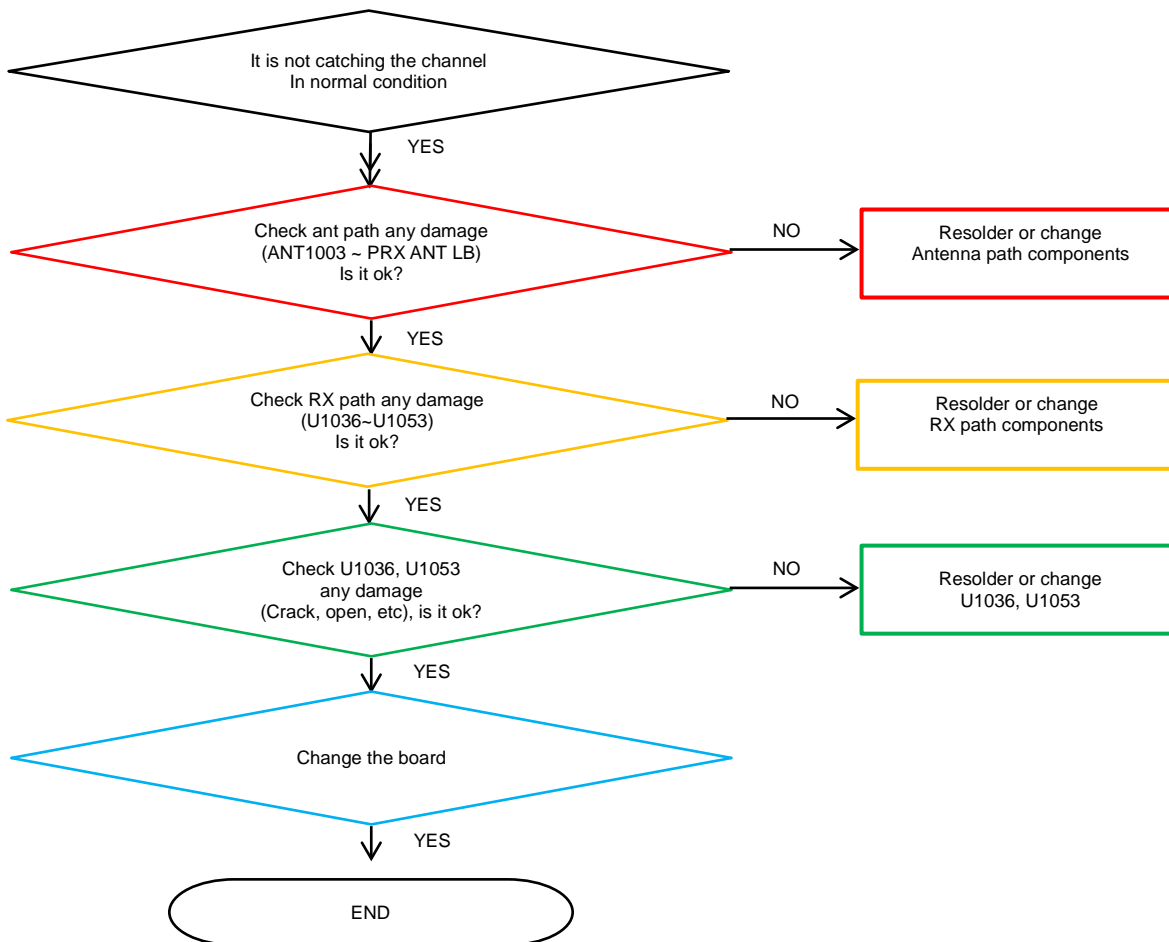 It is not catching the channel
In normal condition
YES
Check ant path any damage
(ANT1003 ~ PRX ANT LB)
Is it ok?
NO
Resolder or change
Antenna path components
YES
Check RX path any damage
(U1036~U1053)
Is it ok?
NO
Resolder or change
RX path components
YES
Check U1036, U1053
any damage
(Crack, open, etc), is it ok?
NO
Resolder or change
U1036, U1053
YES
Change the board
YES
END